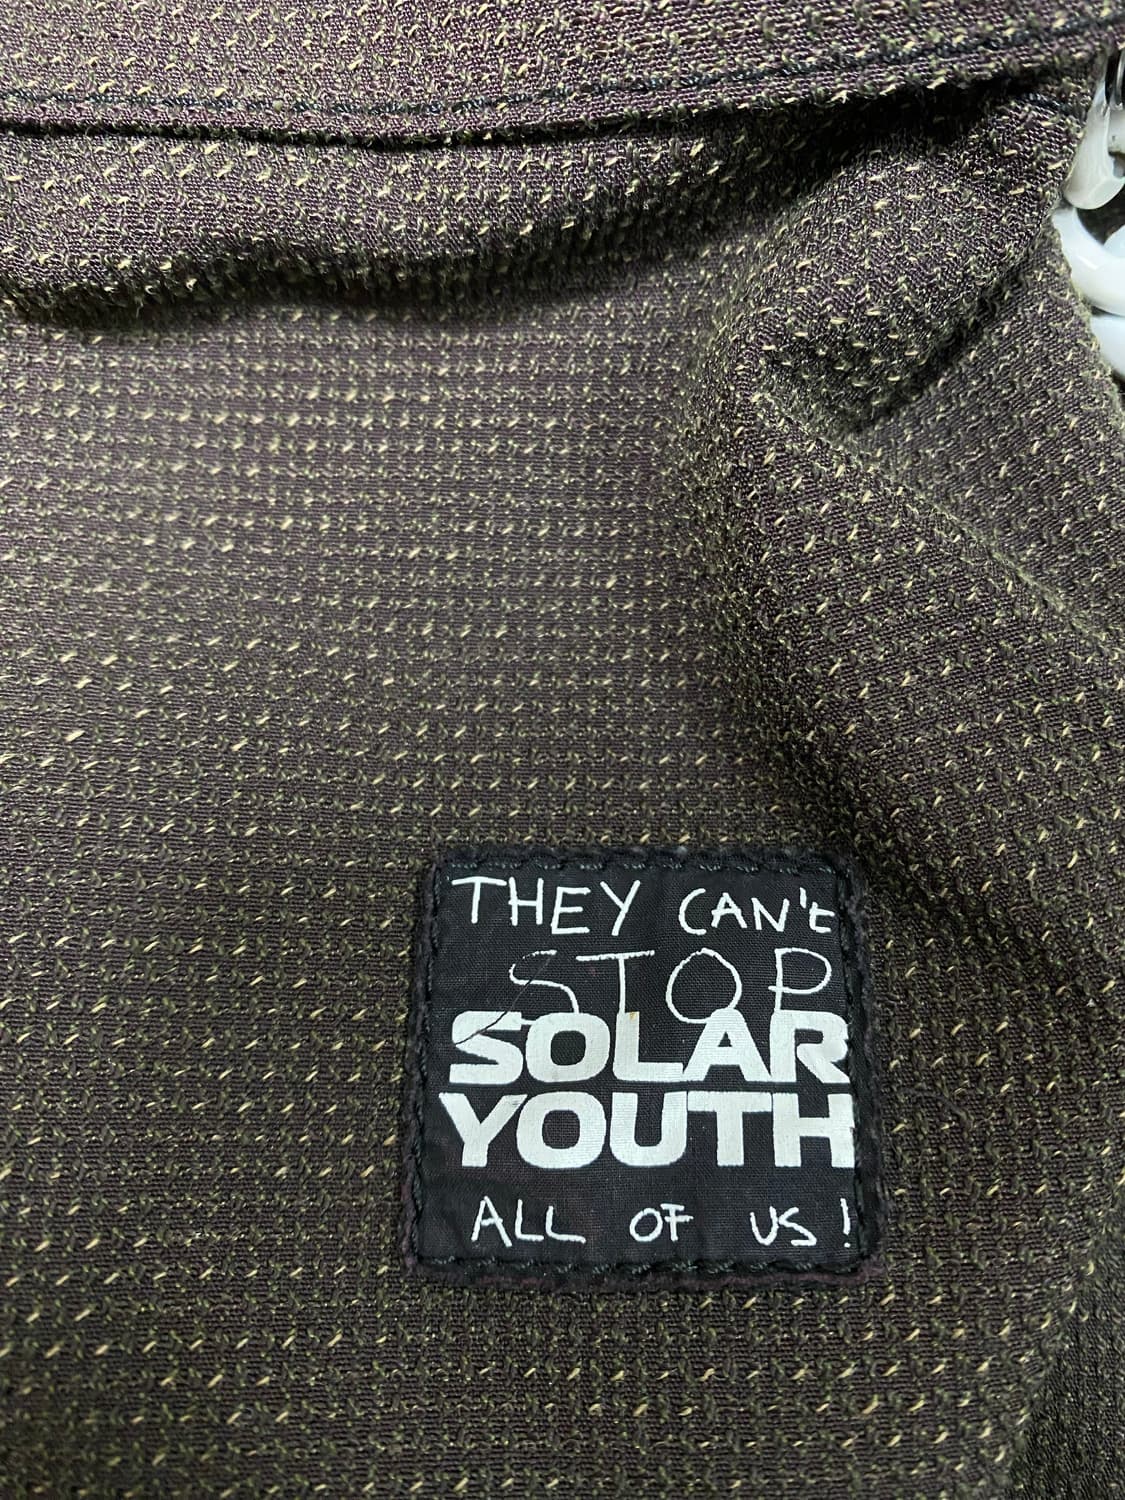 THEY CAN't
STOP
SOLAR
YOUTH
ALL OF US!